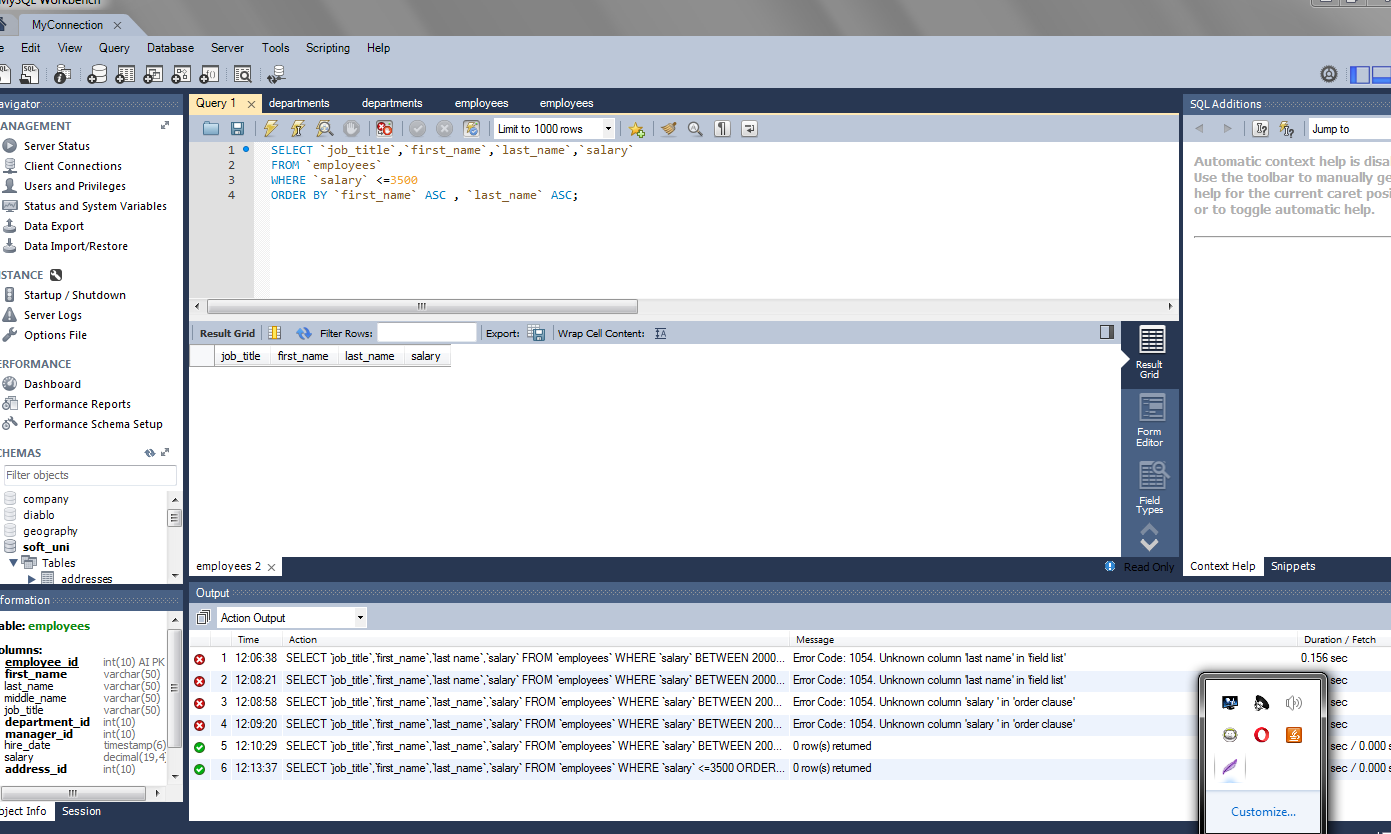 MySQL Workbench
MyConnection ×
e Edit View Query Database Server Tools Scripting Help
avigator
ANAGEMENT
Server Status
Client Connections
Users and Privileges
Status and System Variables
Data Export
Data Import/Restore
STANCE
Startup / Shutdown
Server Logs
Options File
ERFORMANCE
Dashboard
Performance Reports
Performance Schema Setup
CHEMAS
Filter objects
company
diablo
geography
soft_uni
Tables
addresses
formation
able: employees
olumns:
employee_id int(10) AI PK
first_name varchar(50)
last_name varchar(50)
middle_name varchar(50)
job_title varchar(50)
department_id int(10)
manager_id int(10)
hire_date timestamp(6)
salary decimal(19,4
address_id int(10)
bject Info Session
Query 1 × departments departments employees employees
Limit to 1000 rows
1 SELECT `job_title`,`first_name`,`last_name`,`salary`
2 FROM `employees`
3 WHERE `salary` <=3500
4 ORDER BY `first_name` ASC , `last_name` ASC;
Result Grid Filter Rows: Export: Wrap Cell Content:
job_title first_name last_name salary
Result
Grid
Form
Editor
Field
Types
employees 2 × Read Only
SQL Additions
Jump to
Automatic context help is disa
Use the toolbar to manually ge
help for the current caret posi
or to toggle automatic help.
Context Help Snippets
Output
Action Output
Time Action Message Duration / Fetch
1 12:06:38 SELECT `job_title`,`first_name`,`last name`,`salary` FROM `employees` WHERE `salary` BETWEEN 2000... Error Code: 1054. Unknown column 'last name' in 'field list' 0.156 sec
2 12:08:21 SELECT `job_title`,`first_name`,`last name`,`salary` FROM `employees` WHERE `salary` BETWEEN 2000... Error Code: 1054. Unknown column 'last name' in 'field list' sec
3 12:08:58 SELECT `job_title`,`first_name`,`last_name`,`salary` FROM `employees` WHERE `salary` BETWEEN 200... Error Code: 1054. Unknown column 'salary ' in 'order clause' sec
4 12:09:20 SELECT `job_title`,`first_name`,`last_name`,`salary` FROM `employees` WHERE `salary` BETWEEN 200... Error Code: 1054. Unknown column 'salary ' in 'order clause' sec
5 12:10:29 SELECT `job_title`,`first_name`,`last_name`,`salary` FROM `employees` WHERE `salary` BETWEEN 200... 0 row(s) returned sec / 0.000 s
6 12:13:37 SELECT `job_title`,`first_name`,`last_name`,`salary` FROM `employees` WHERE `salary` <=3500 ORDER... 0 row(s) returned sec / 0.000 s
Customize...